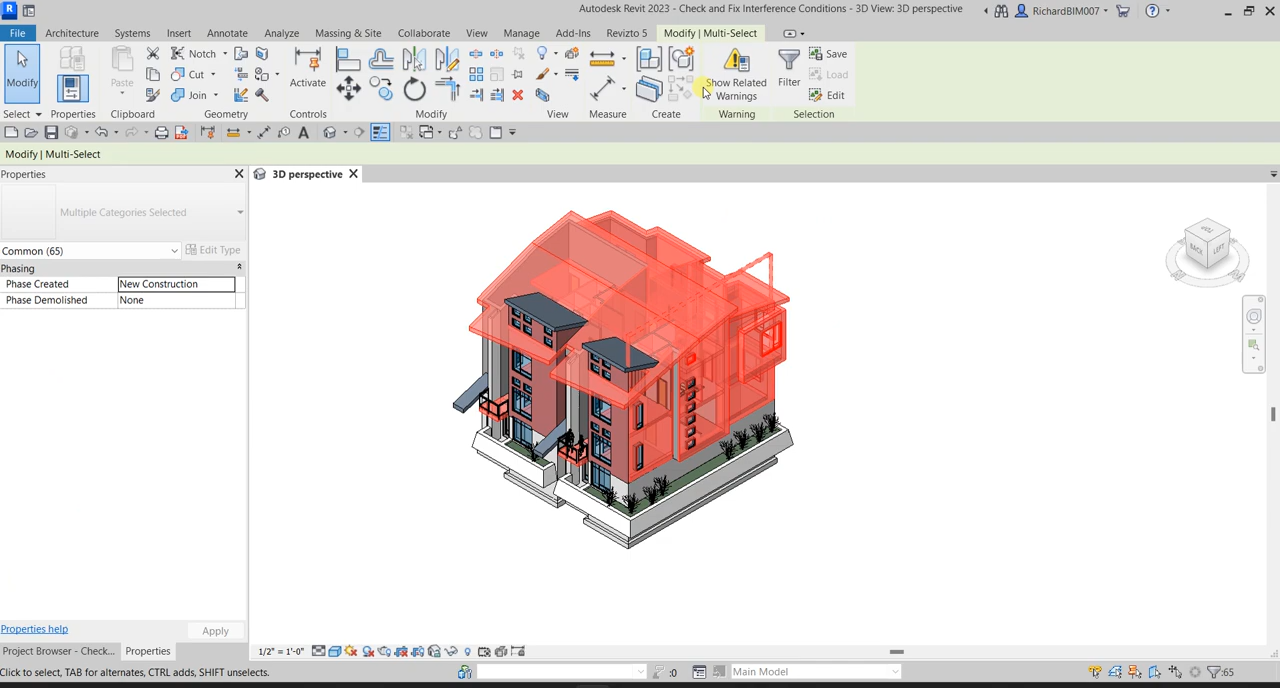 Autodesk Revit 2023 - Check and Fix Interference Conditions - 3D View: 3D perspective
RichardBIM007
File Architecture Systems Insert Annotate Analyze Massing & Site Collaborate View Manage Add-Ins Revizto 5 Modify | Multi-Select
Modify
Paste
Notch
Cut
Join
Activate
Show Related
Warnings
Filter
Save
Load
Edit
Select Properties Clipboard Geometry Controls Modify View Measure Create Warning Selection
Modify | Multi-Select
Properties
3D perspective
Multiple Categories Selected
Common (65) Edit Type
Phasing
Phase Created New Construction
Phase Demolished None
TOP
BACK
LEFT
Properties help Apply
Project Browser - Check... Properties
1/2" = 1'-0"
Click to select, TAB for alternates, CTRL adds, SHIFT unselects.
:0
Main Model
:65